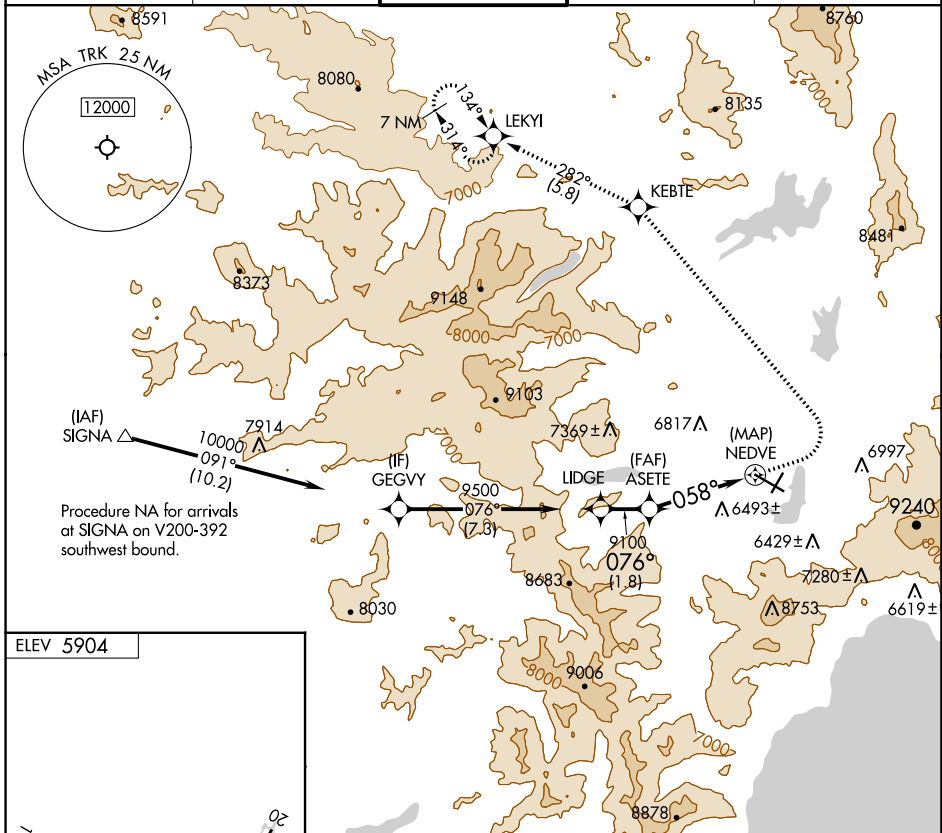 8591
8760
MSA TRK 25 NM
12000
8080
134°
7 NM
314°
LEKYI
8135
7000
282°
(5.8)
7000
KEBTE
8481
8373
9148
8000
7000
9103
(IAF)
SIGNA
10000
091°
(10.2)
7914
7369±
6817
(MAP)
NEDVE
7000
6997
(IF)
GEGVY
9500
076°
(7.3)
LIDGE
(FAF)
ASETE
058°
6493±
9240
Procedure NA for arrivals
at SIGNA on V200-392
southwest bound.
9100
076°
(1.8)
6429±
8000
8683
7280±
8030
8753
6619±
ELEV 5904
9006
8000
7000
8878
20